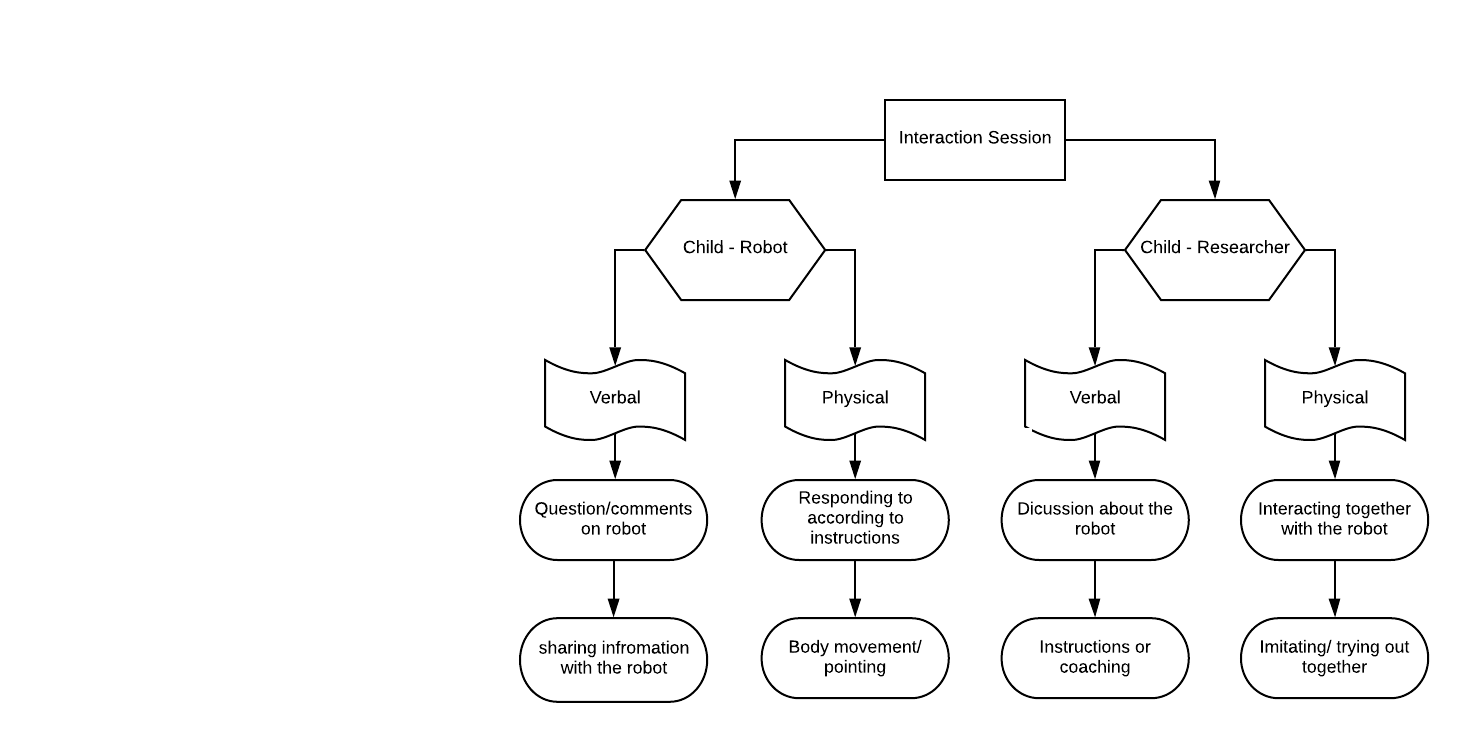 Interaction Session
Child - Robot
Child - Researcher
Verbal
Physical
Verbal
Physical
Question/comments
on robot
Responding to
according to
instructions
Dicussion about the
robot
Interacting together
with the robot
sharing infromation
with the robot
Body movement/
pointing
Instructions or
coaching
Imitating/ trying out
together